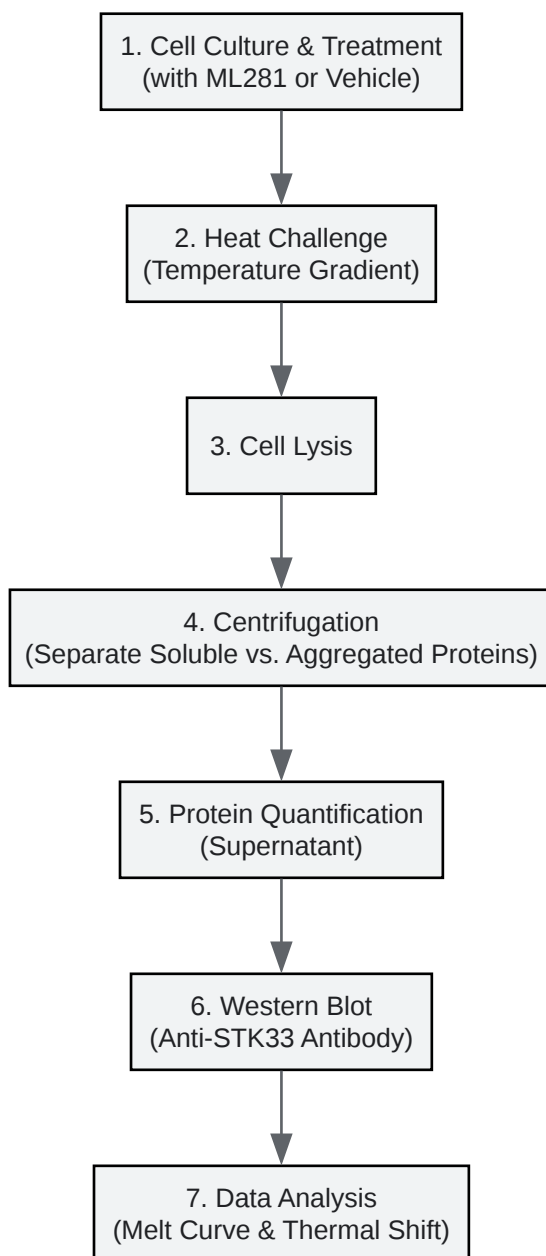 1. Cell Culture & Treatment
(with ML281 or Vehicle)
2. Heat Challenge
(Temperature Gradient)
3. Cell Lysis
4. Centrifugation
(Separate Soluble vs. Aggregated Proteins)
5. Protein Quantification
(Supernatant)
6. Western Blot
(Anti-STK33 Antibody)
7. Data Analysis
(Melt Curve & Thermal Shift)